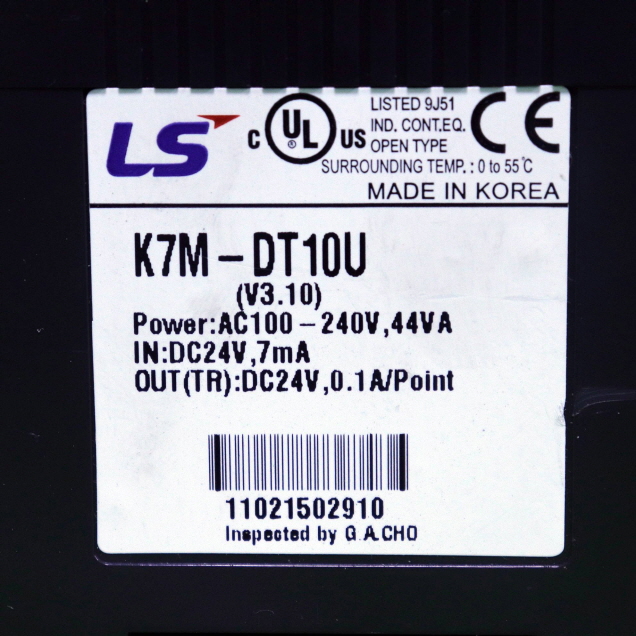 LS
C UL US
®
LISTED 9J51
IND. CONT.EQ.
OPEN TYPE
CE
SURROUNDING TEMP. : 0 to 55℃
MADE IN KOREA
K7M-DT10U
(V3.10)
Power:AC100-240V,44VA
IN:DC24V,7mA
OUT(TR):DC24V,0.1A/Point
11021502910
Inspected by G.A.CHO